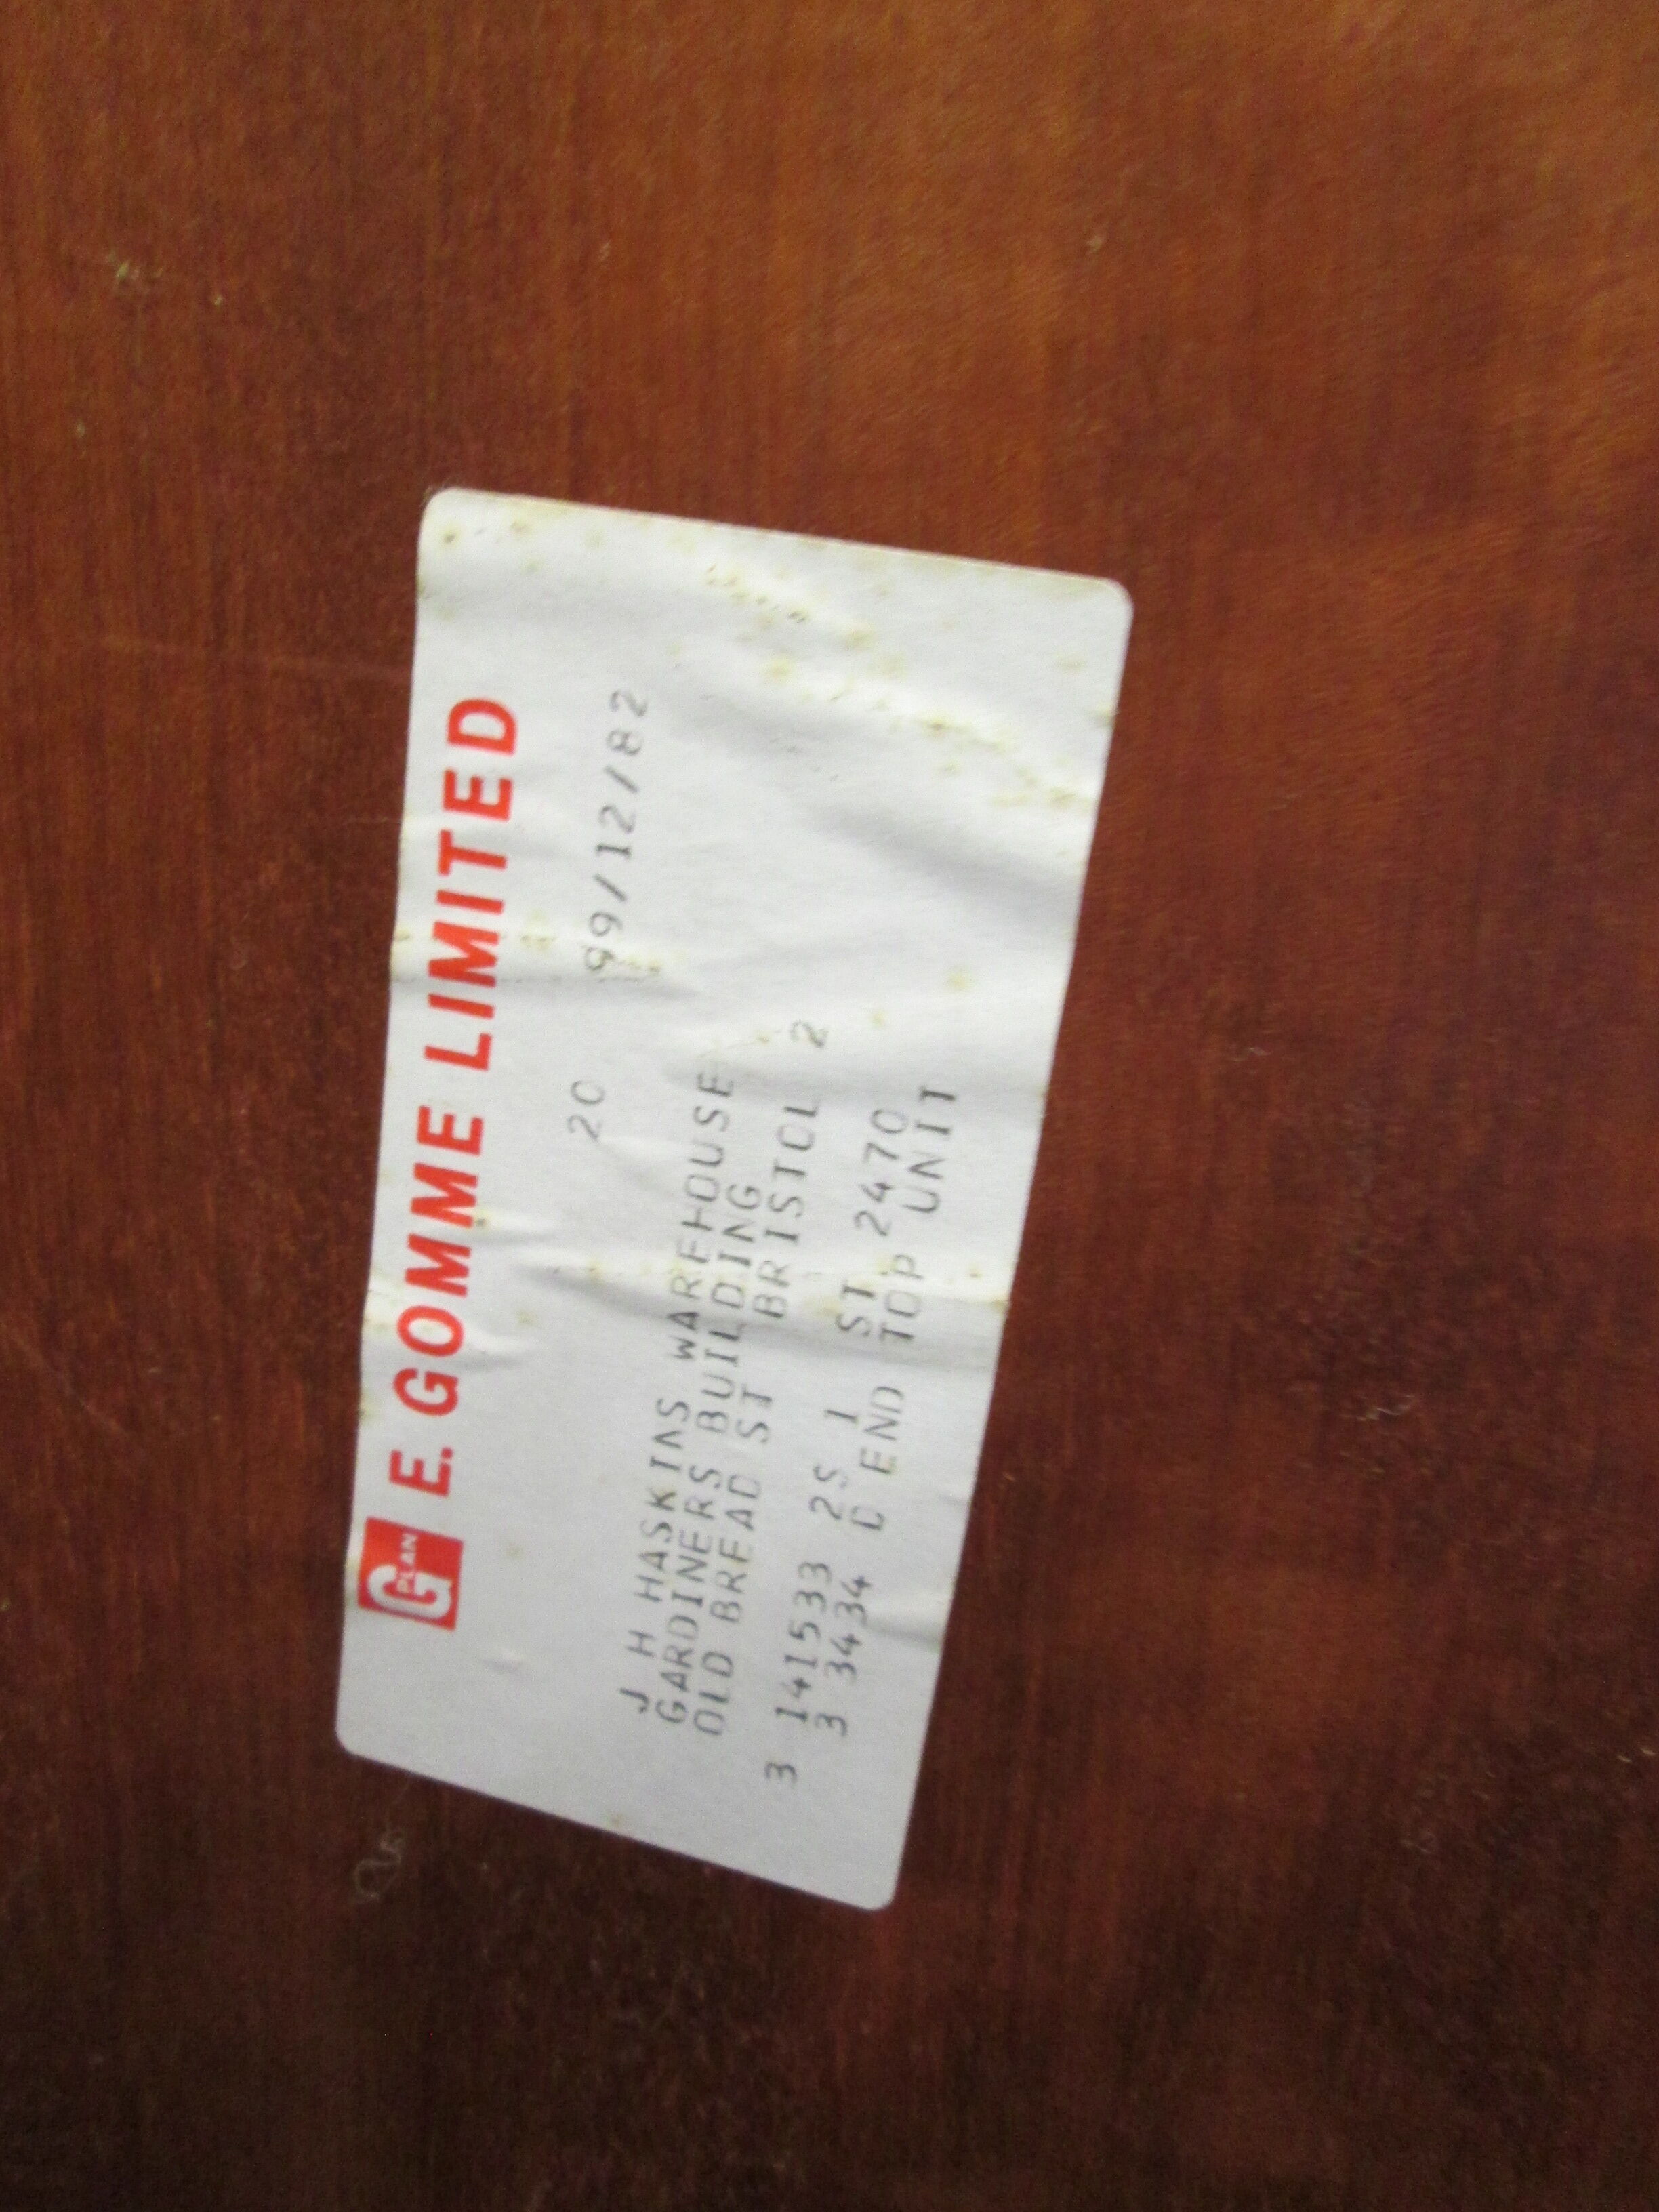 G PLAN E. GOMME LIMITED
20 99/12/82
J H HASKINS WAREHOUSE
GARDINERS BUILDING
OLD BREAD ST BRISTOL 2
3 141533 2S 1 ST 2470
3 3434 D END TOP UNIT